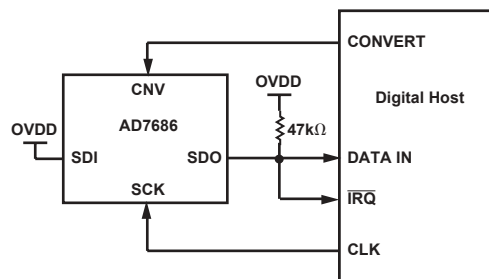 CONVERT
CNV
OVDD
Digital Host
OVDD
AD7686
47kΩ
SDI
SDO
DATA IN
SCK
IRQ
CLK